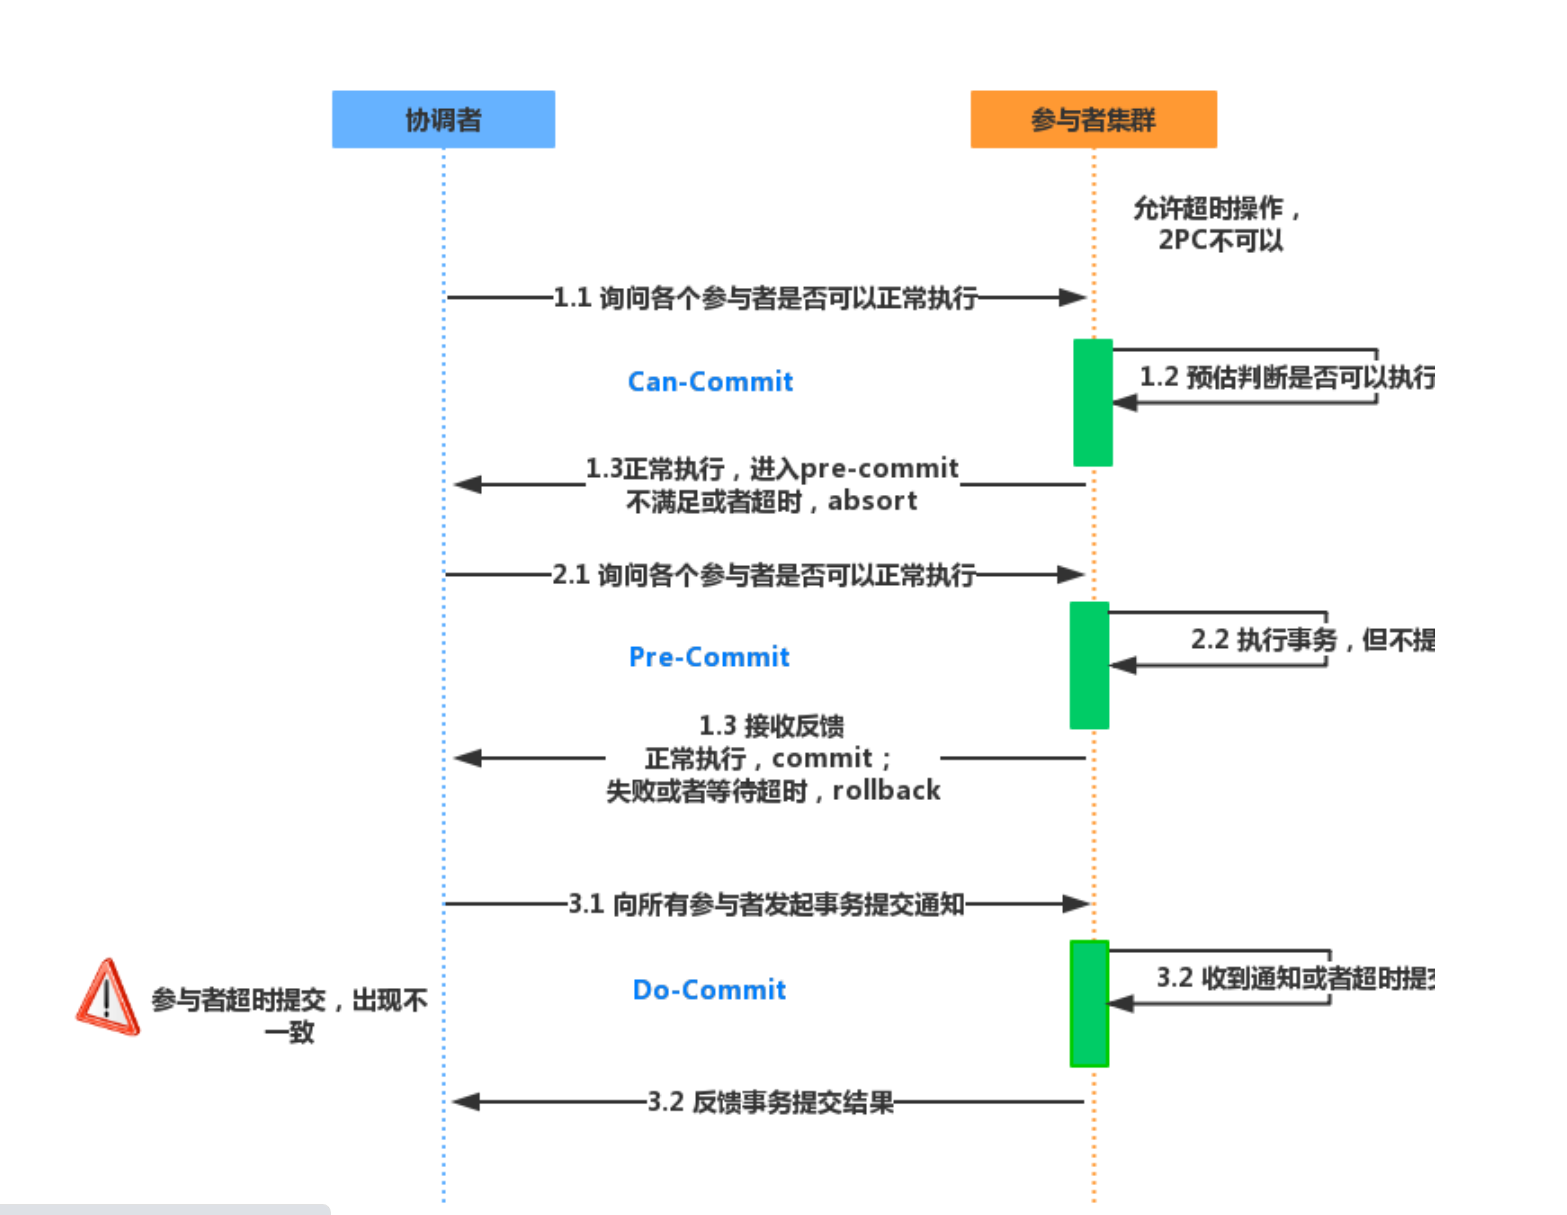 协调者
参与者集群
允许超时操作，
2PC不可以
1.1 询问各个参与者是否可以正常执行
Can-Commit
1.2 预估判断是否可以执行
1.3正常执行，进入pre-commit
不满足或者超时，absort
2.1 询问各个参与者是否可以正常执行
Pre-Commit
2.2 执行事务，但不提
1.3 接收反馈
正常执行，commit；
失败或者等待超时，rollback
3.1 向所有参与者发起事务提交通知
Do-Commit
3.2 收到通知或者超时提交
参与者超时提交，出现不
一致
3.2 反馈事务提交结果